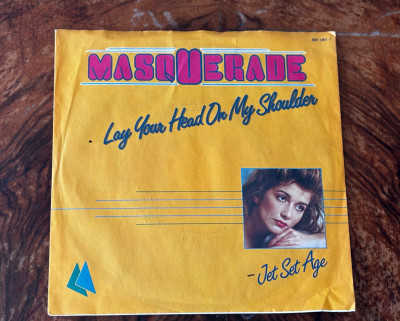 MASQUERADE
Lay Your Head On My Shoulder
- Jet Set Age